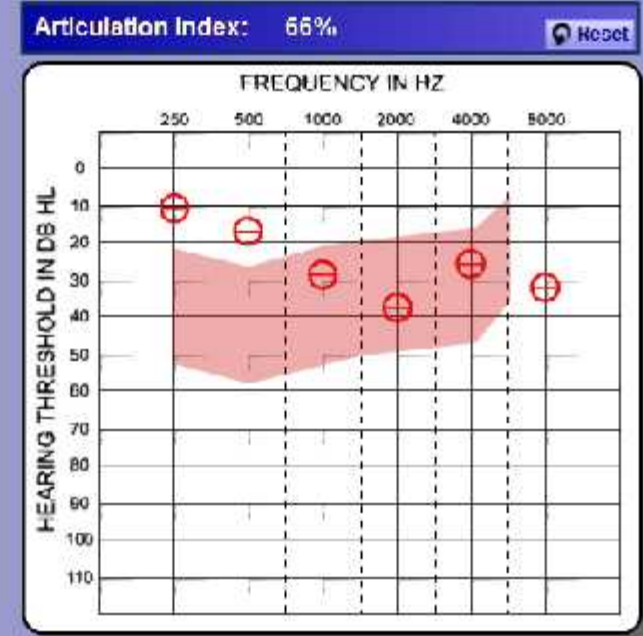 Articulation Index: 66%
Reset
FREQUENCY IN HZ
250 500 1000 2000 4000 8000
HEARING THRESHOLD IN DB HL
0
10
20
30
40
50
60
70
80
90
100
110